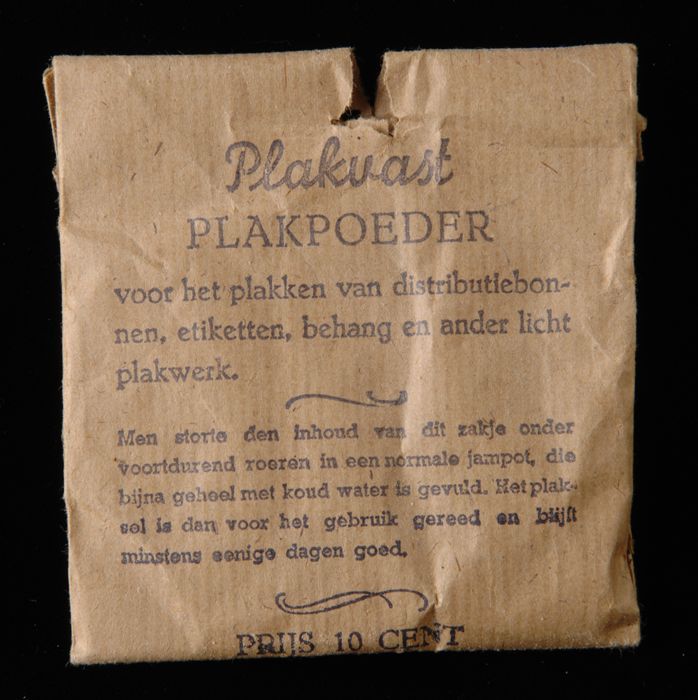 Plakvast
PLAKPOEDER
voor het plakken van distributiebon-
nen, etiketten, behang en ander licht
plakwerk.
Men storte den inhoud van dit zakje onder
voortdurend roeren in een normale jampot, die
bijna geheel met koud water is gevuld. Het plak-
sel is dan voor het gebruik gereed en blijft
minstens eenige dagen goed.
PRIJS 10 CENT